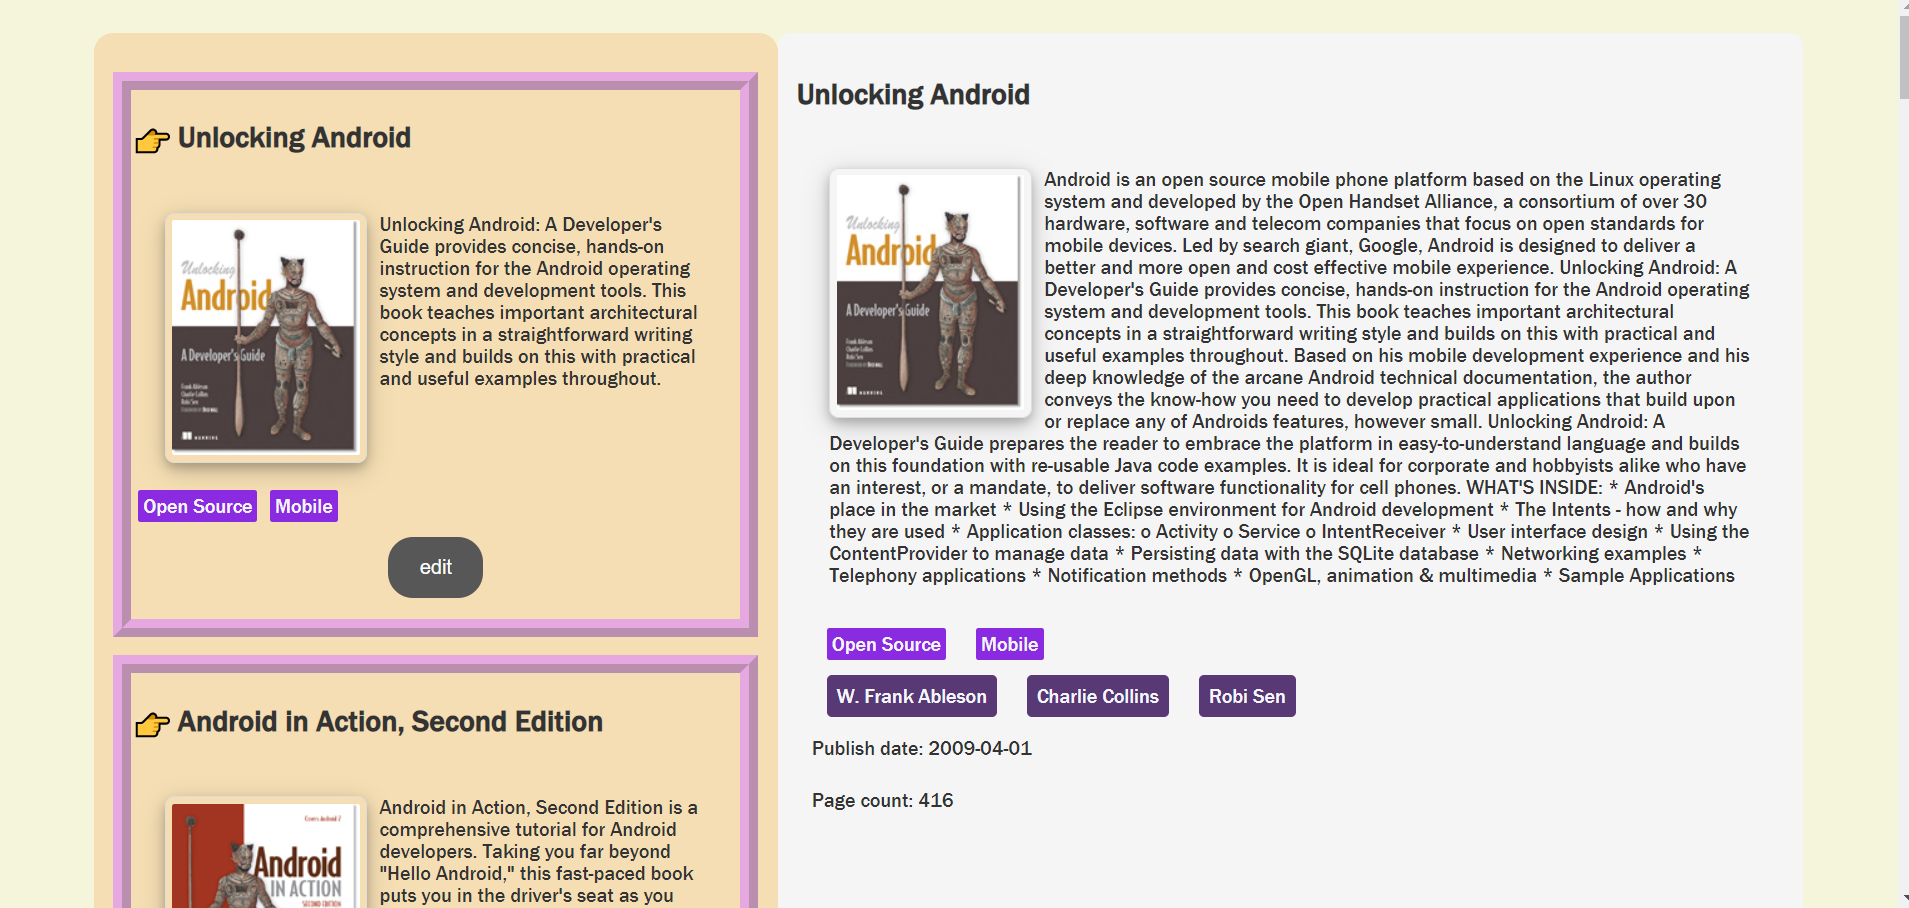 Unlocking Android
Unlocking
Android
A Developer's Guide
Frank Ableson
Charlie Collins
Robi Sen
MANNING
Unlocking Android: A Developer's
Guide provides concise, hands-on
instruction for the Android operating
system and development tools. This
book teaches important architectural
concepts in a straightforward writing
style and builds on this with practical
and useful examples throughout.
Open Source
Mobile
edit
Android in Action, Second Edition
Android
IN ACTION
SECOND EDITION
Android in Action, Second Edition is a
comprehensive tutorial for Android
developers. Taking you far beyond
"Hello Android," this fast-paced book
puts you in the driver's seat as you
Unlocking Android
Unlocking
Android
A Developer's Guide
Frank Ableson
Charlie Collins
Robi Sen
MANNING
Android is an open source mobile phone platform based on the Linux operating
system and developed by the Open Handset Alliance, a consortium of over 30
hardware, software and telecom companies that focus on open standards for
mobile devices. Led by search giant, Google, Android is designed to deliver a
better and more open and cost effective mobile experience. Unlocking Android: A
Developer's Guide provides concise, hands-on instruction for the Android operating
system and development tools. This book teaches important architectural
concepts in a straightforward writing style and builds on this with practical and
useful examples throughout. Based on his mobile development experience and his
deep knowledge of the arcane Android technical documentation, the author
conveys the know-how you need to develop practical applications that build upon
or replace any of Androids features, however small. Unlocking Android: A
Developer's Guide prepares the reader to embrace the platform in easy-to-understand language and builds
on this foundation with re-usable Java code examples. It is ideal for corporate and hobbyists alike who have
an interest, or a mandate, to deliver software functionality for cell phones. WHAT'S INSIDE: * Android's
place in the market * Using the Eclipse environment for Android development * The Intents - how and why
they are used * Application classes: o Activity o Service o IntentReceiver * User interface design * Using the
ContentProvider to manage data * Persisting data with the SQLite database * Networking examples *
Telephony applications * Notification methods * OpenGL, animation & multimedia * Sample Applications
Open Source
Mobile
W. Frank Ableson
Charlie Collins
Robi Sen
Publish date: 2009-04-01
Page count: 416